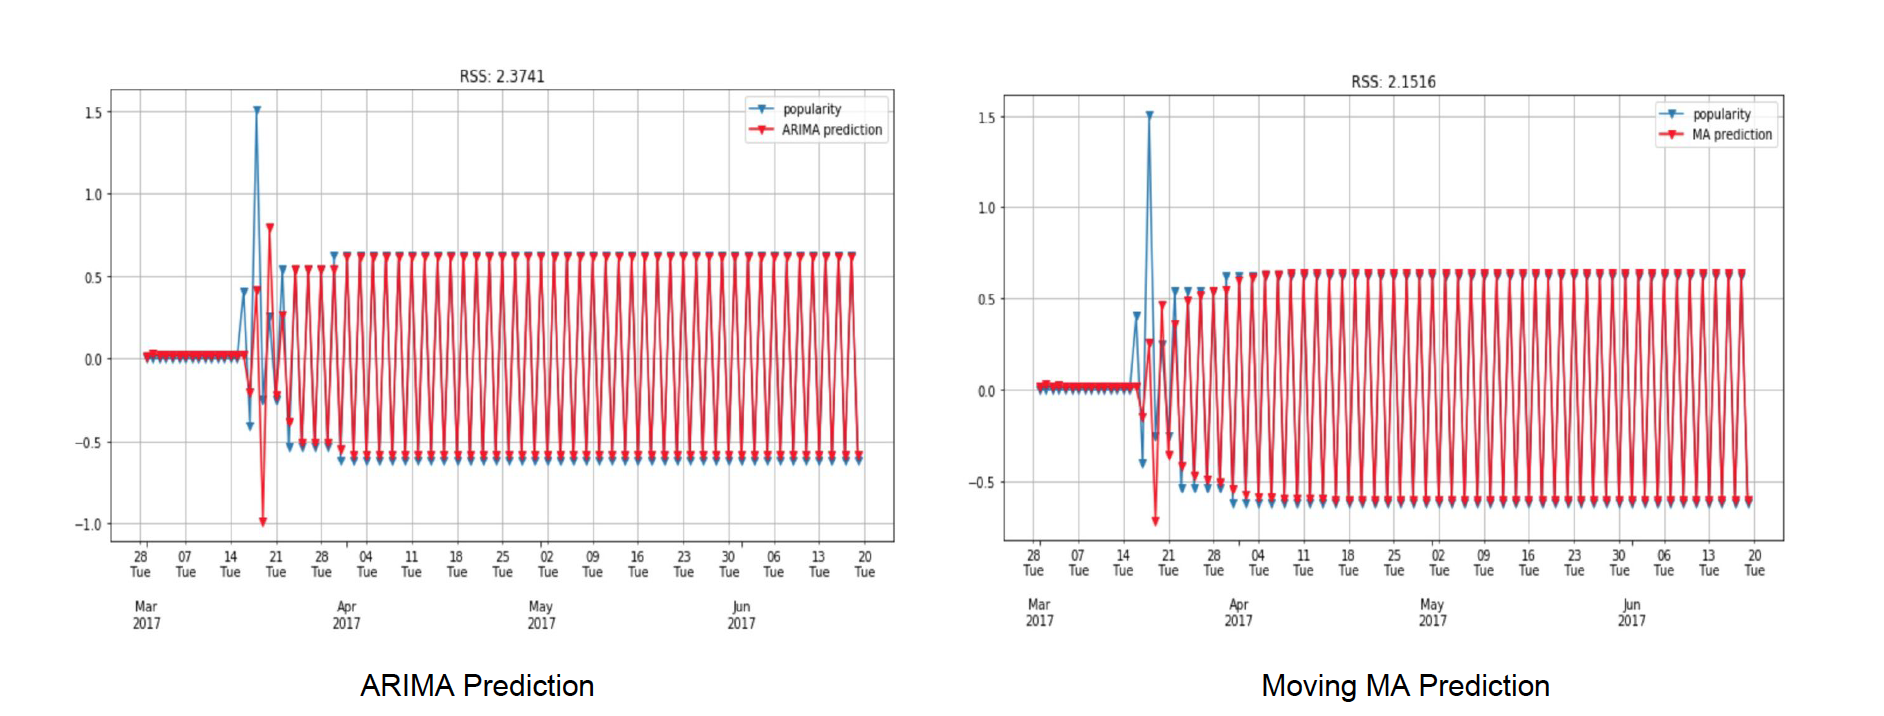 RSS: 2.3741
popularity
ARIMA prediction
1.5
1.0
0.5
0.0
−0.5
−1.0
28 07 14 21 28 04 11 18 25 02 09 16 23 30 06 13 20
Tue Tue Tue Tue Tue Tue Tue Tue Tue Tue Tue Tue Tue Tue Tue Tue Tue
Mar Apr May Jun
2017 2017 2017 2017
ARIMA Prediction
RSS: 2.1516
popularity
MA prediction
1.5
1.0
0.5
0.0
−0.5
28 07 14 21 28 04 11 18 25 02 09 16 23 30 06 13 20
Tue Tue Tue Tue Tue Tue Tue Tue Tue Tue Tue Tue Tue Tue Tue Tue Tue
Mar Apr May Jun
2017 2017 2017 2017
Moving MA Prediction